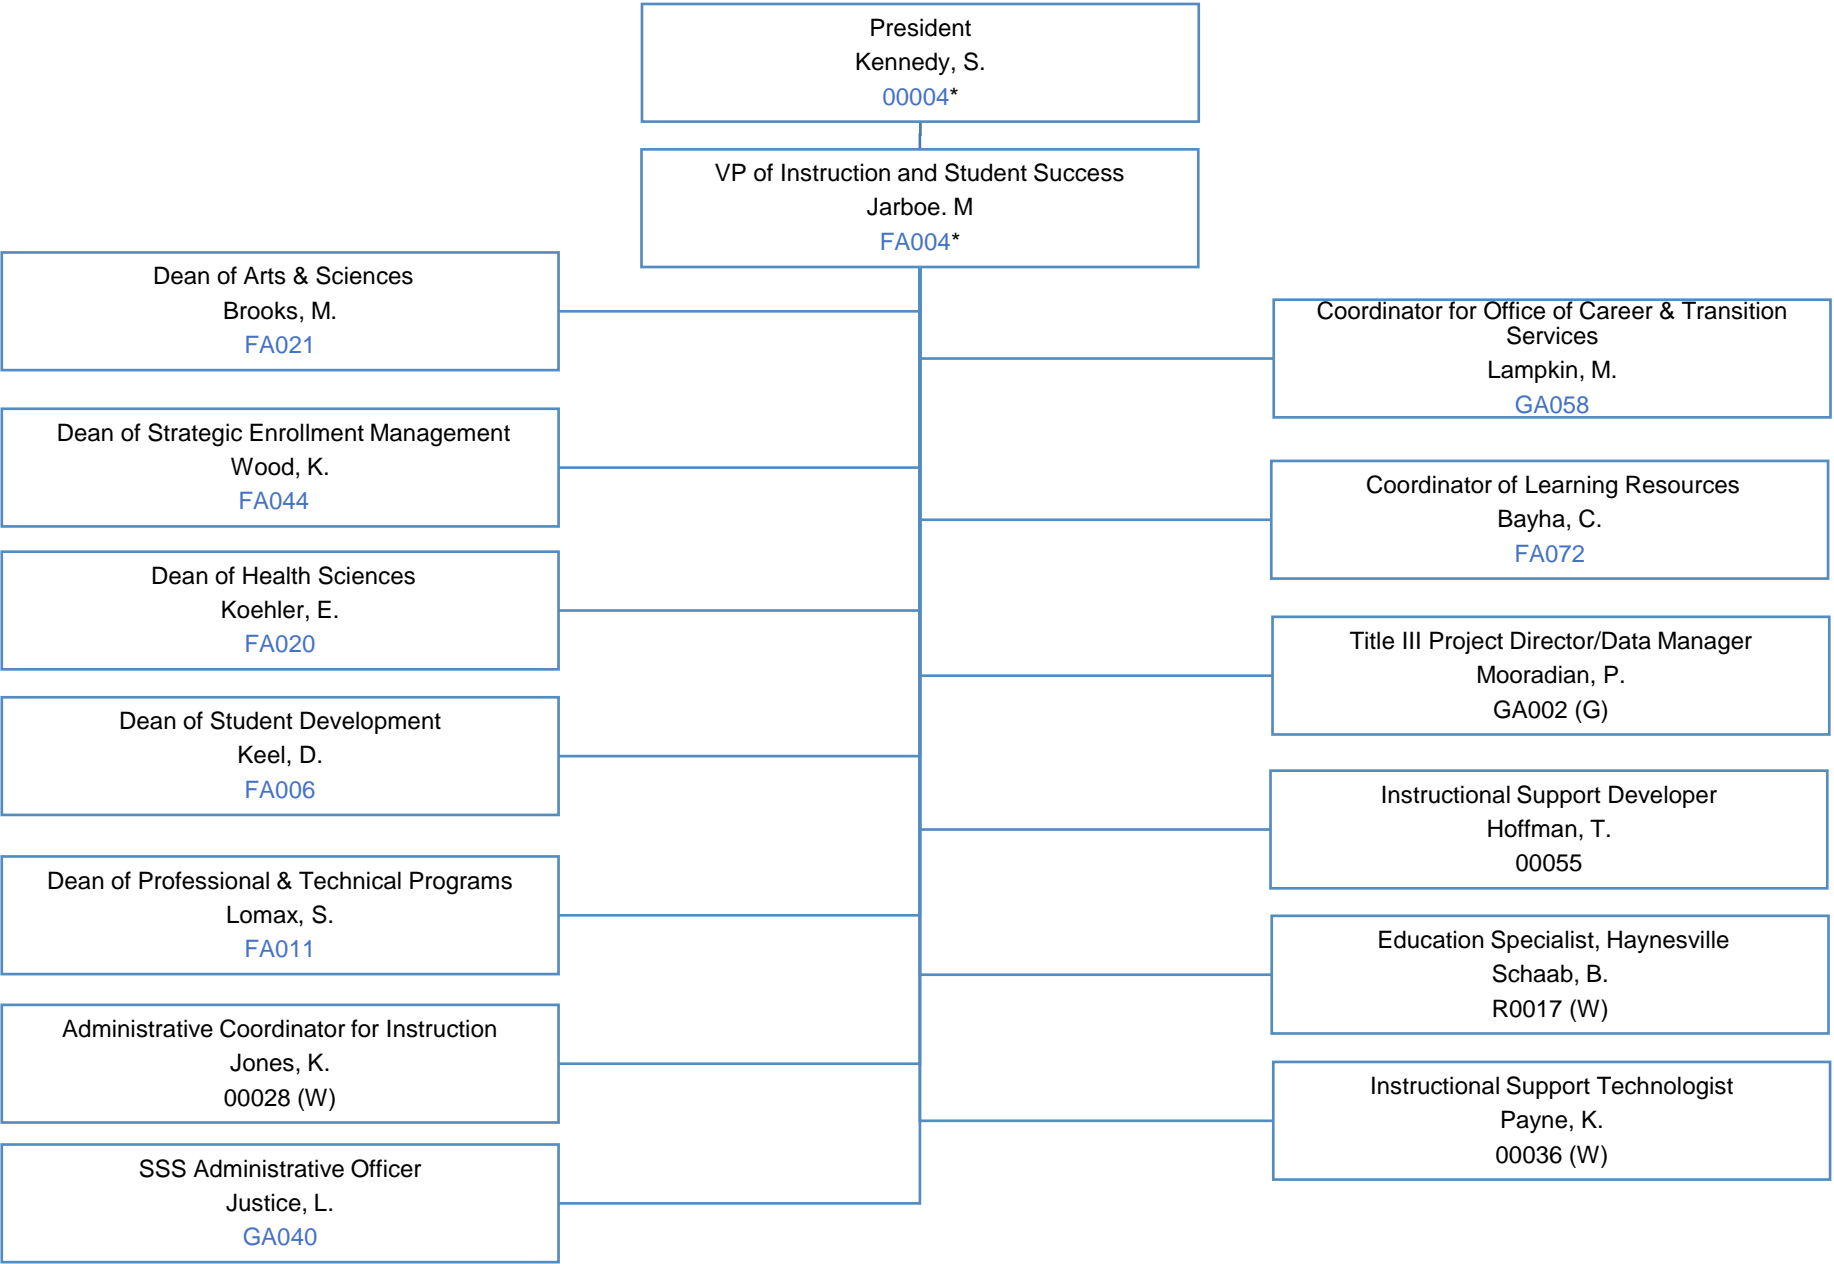 President
Kennedy, S.
00004*
VP of Instruction and Student Success
Jarboe. M
FA004*
Dean of Arts & Sciences
Brooks, M.
FA021
Dean of Strategic Enrollment Management
Wood, K.
FA044
Dean of Health Sciences
Koehler, E.
FA020
Dean of Student Development
Keel, D.
FA006
Dean of Professional & Technical Programs
Lomax, S.
FA011
Administrative Coordinator for Instruction
Jones, K.
00028 (W)
SSS Administrative Officer
Justice, L.
GA040
Coordinator for Office of Career & Transition
Services
Lampkin, M.
GA058
Coordinator of Learning Resources
Bayha, C.
FA072
Title III Project Director/Data Manager
Mooradian, P.
GA002 (G)
Instructional Support Developer
Hoffman, T.
00055
Education Specialist, Haynesville
Schaab, B.
R0017 (W)
Instructional Support Technologist
Payne, K.
00036 (W)